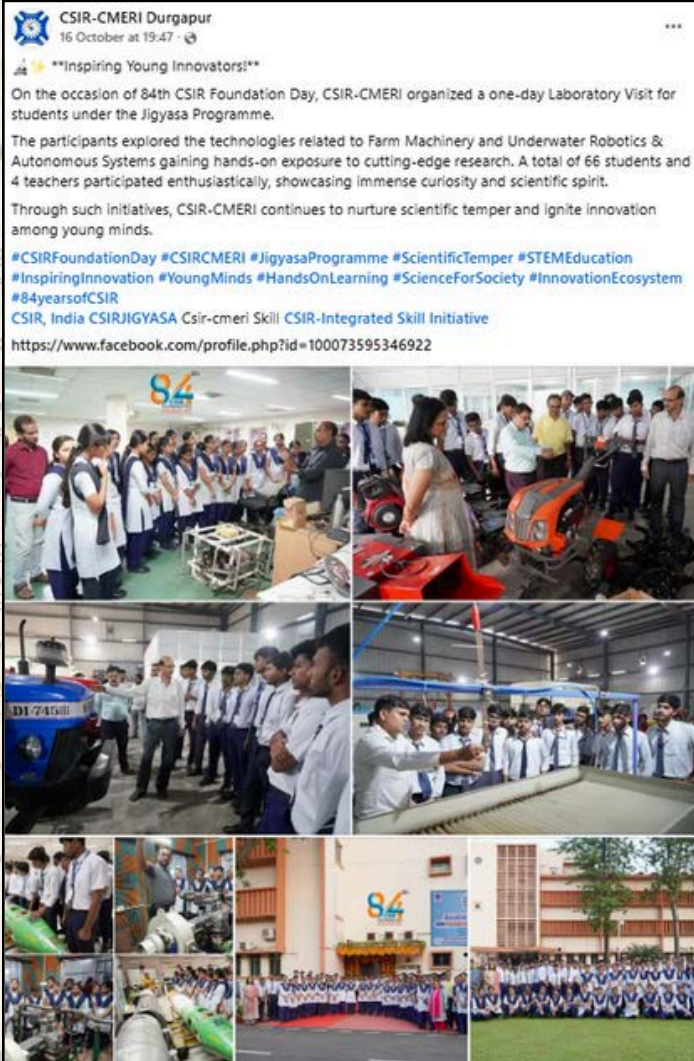 CSIR-CMERI Durgapur
16 October at 19:47 ·
**Inspiring Young Innovators!**
On the occasion of 84th CSIR Foundation Day, CSIR-CMERI organized a one-day Laboratory Visit for
students under the Jigyasa Programme.
The participants explored the technologies related to Farm Machinery and Underwater Robotics &
Autonomous Systems gaining hands-on exposure to cutting-edge research. A total of 66 students and
4 teachers participated enthusiastically, showcasing immense curiosity and scientific spirit.
Through such initiatives, CSIR-CMERI continues to nurture scientific temper and ignite innovation
among young minds.
#CSIRFoundationDay #CSIRCMERI #JigyasaProgramme #ScientificTemper #STEMEducation
#InspiringInnovation #YoungMinds #HandsOnLearning #ScienceForSociety #InnovationEcosystem
#84yearsofCSIR
CSIR, India CSIRJIGYASA Csir-cmeri Skill CSIR-Integrated Skill Initiative
https://www.facebook.com/profile.php?id=100073595346922
84
DI-745III
84